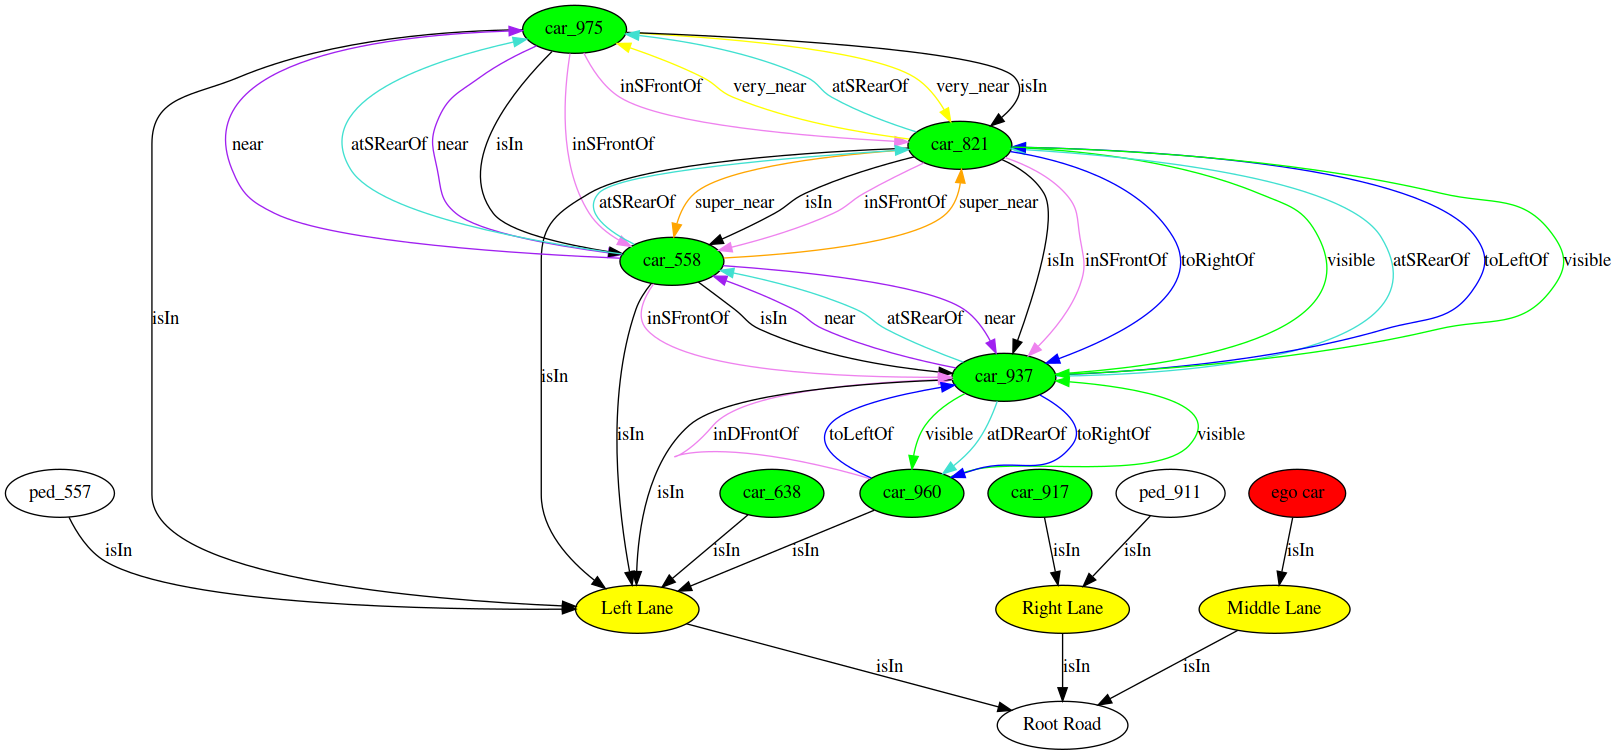 car_975
inSFrontOf
very_near
atSRearOf
very_near
isIn
near
atSRearOf
near
isIn
inSFrontOf
car_821
atSRearOf
super_near
isIn
inSFrontOf
super_near
car_558
isIn
inSFrontOf
toRightOf
visible
atSRearOf
toLeftOf
visible
isIn
inSFrontOf
isIn
near
atSRearOf
near
isIn
car_937
isIn
inDFrontOf
toLeftOf
visible
atDRearOf
toRightOf
visible
ped_557
isIn
car_638
car_960
car_917
ped_911
ego car
isIn
isIn
isIn
isIn
isIn
isIn
Left Lane
Right Lane
Middle Lane
isIn
isIn
isIn
Root Road